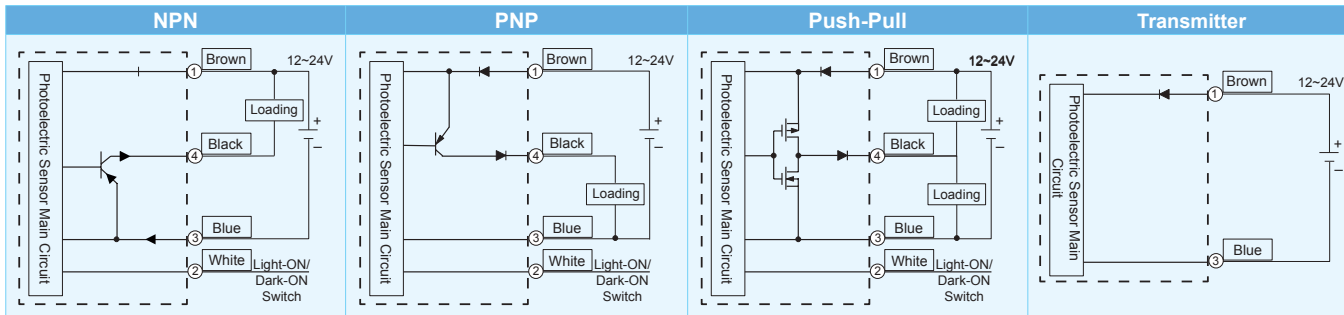 NPN
Photoelectric Sensor Main Circuit
1
Brown
12~24V
Loading
+
−
4
Black
3
Blue
2
White
Light-ON/
Dark-ON
Switch
PNP
Photoelectric Sensor Main Circuit
1
Brown
12~24V
+
−
4
Black
Loading
3
Blue
2
White
Light-ON/
Dark-ON
Switch
Push-Pull
Photoelectric Sensor Main Circuit
1
Brown
12~24V
Loading
+
−
4
Black
Loading
3
Blue
2
White
Light-ON/
Dark-ON
Switch
Transmitter
Photoelectric Sensor Main
Circuit
1
Brown
12~24V
+
−
3
Blue